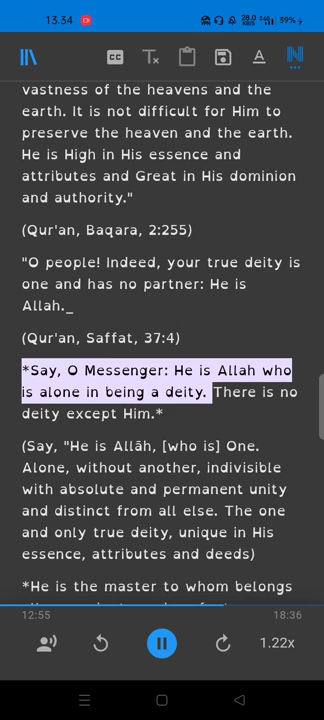 13.34 28.0 KB/s 39%
CC T× A N
vastness of the heavens and the
earth. It is not difficult for Him to
preserve the heaven and the earth.
He is High in His essence and
attributes and Great in His dominion
and authority."
(Qur'an, Baqara, 2:255)
"O people! Indeed, your true deity is
one and has no partner: He is
Allah._
(Qur'an, Saffat, 37:4)
*Say, O Messenger: He is Allah who
is alone in being a deity. There is no
deity except Him.*
(Say, "He is Allāh, [who is] One.
Alone, without another, indivisible
with absolute and permanent unity
and distinct from all else. The one
and only true deity, unique in His
essence, attributes and deeds)
*He is the master to whom belongs
12:55 18:36
1.22x